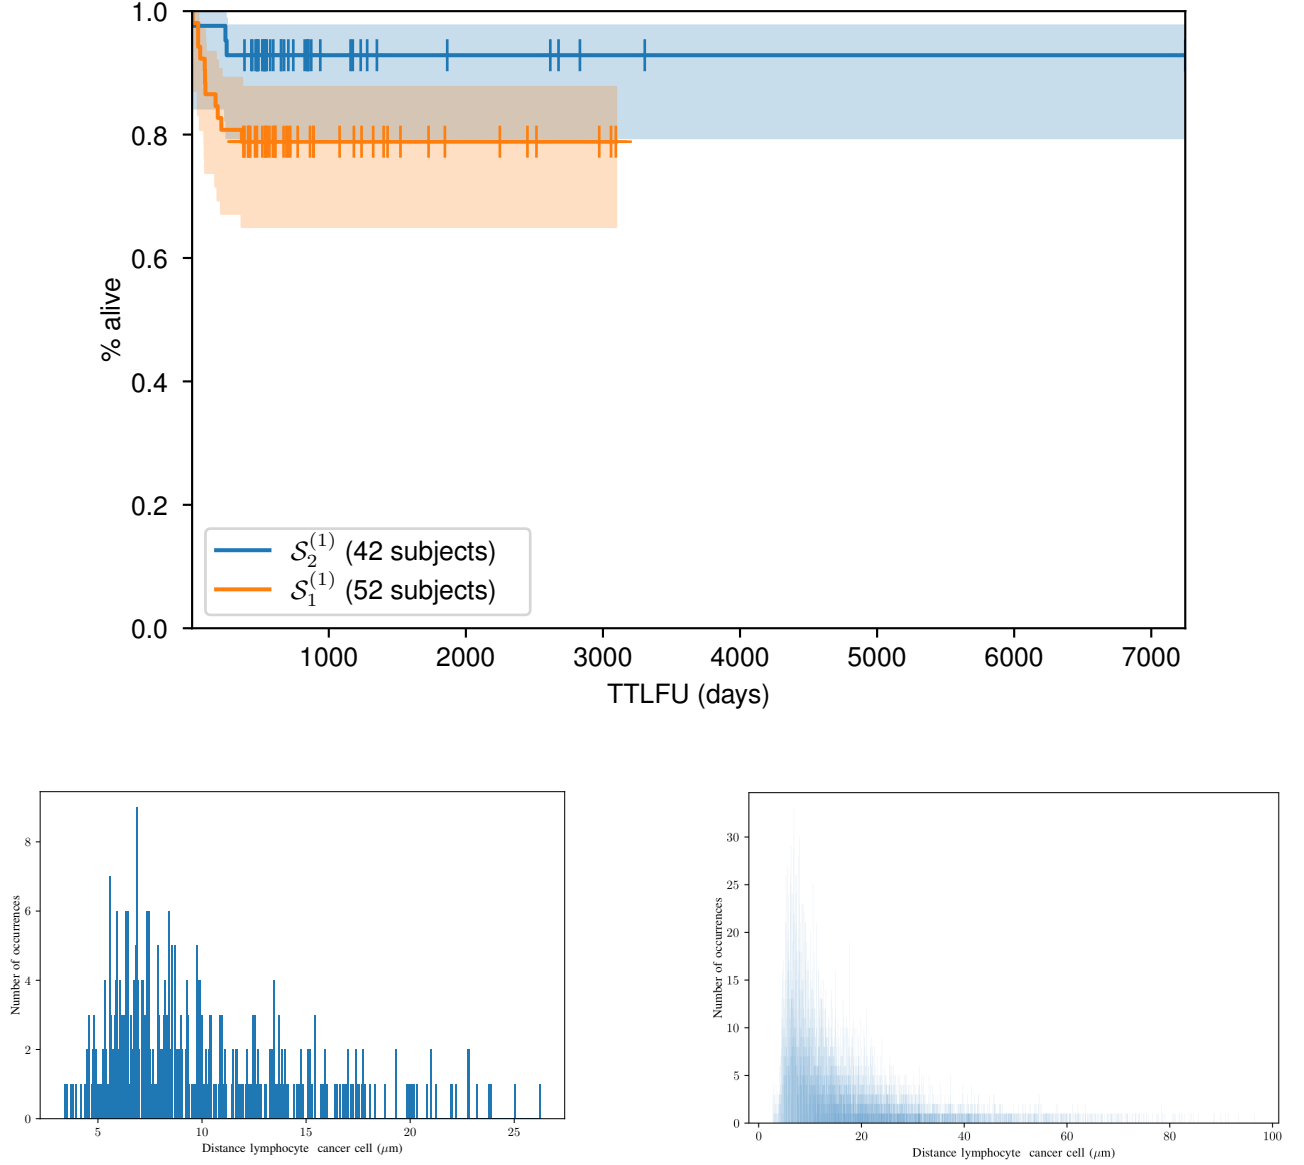 1.0
0.8
0.6
0.4
0.2
0.0
% alive
S₂⁽¹⁾ (42 subjects)
S₁⁽¹⁾ (52 subjects)
1000 2000 3000 4000 5000 6000 7000
TTLFU (days)
8
6
4
2
0
Number of occurrences
5 10 15 20 25
Distance lymphocyte cancer cell (μm)
30
25
20
15
10
5
0
Number of occurrences
0 20 40 60 80 100
Distance lymphocyte cancer cell (μm)